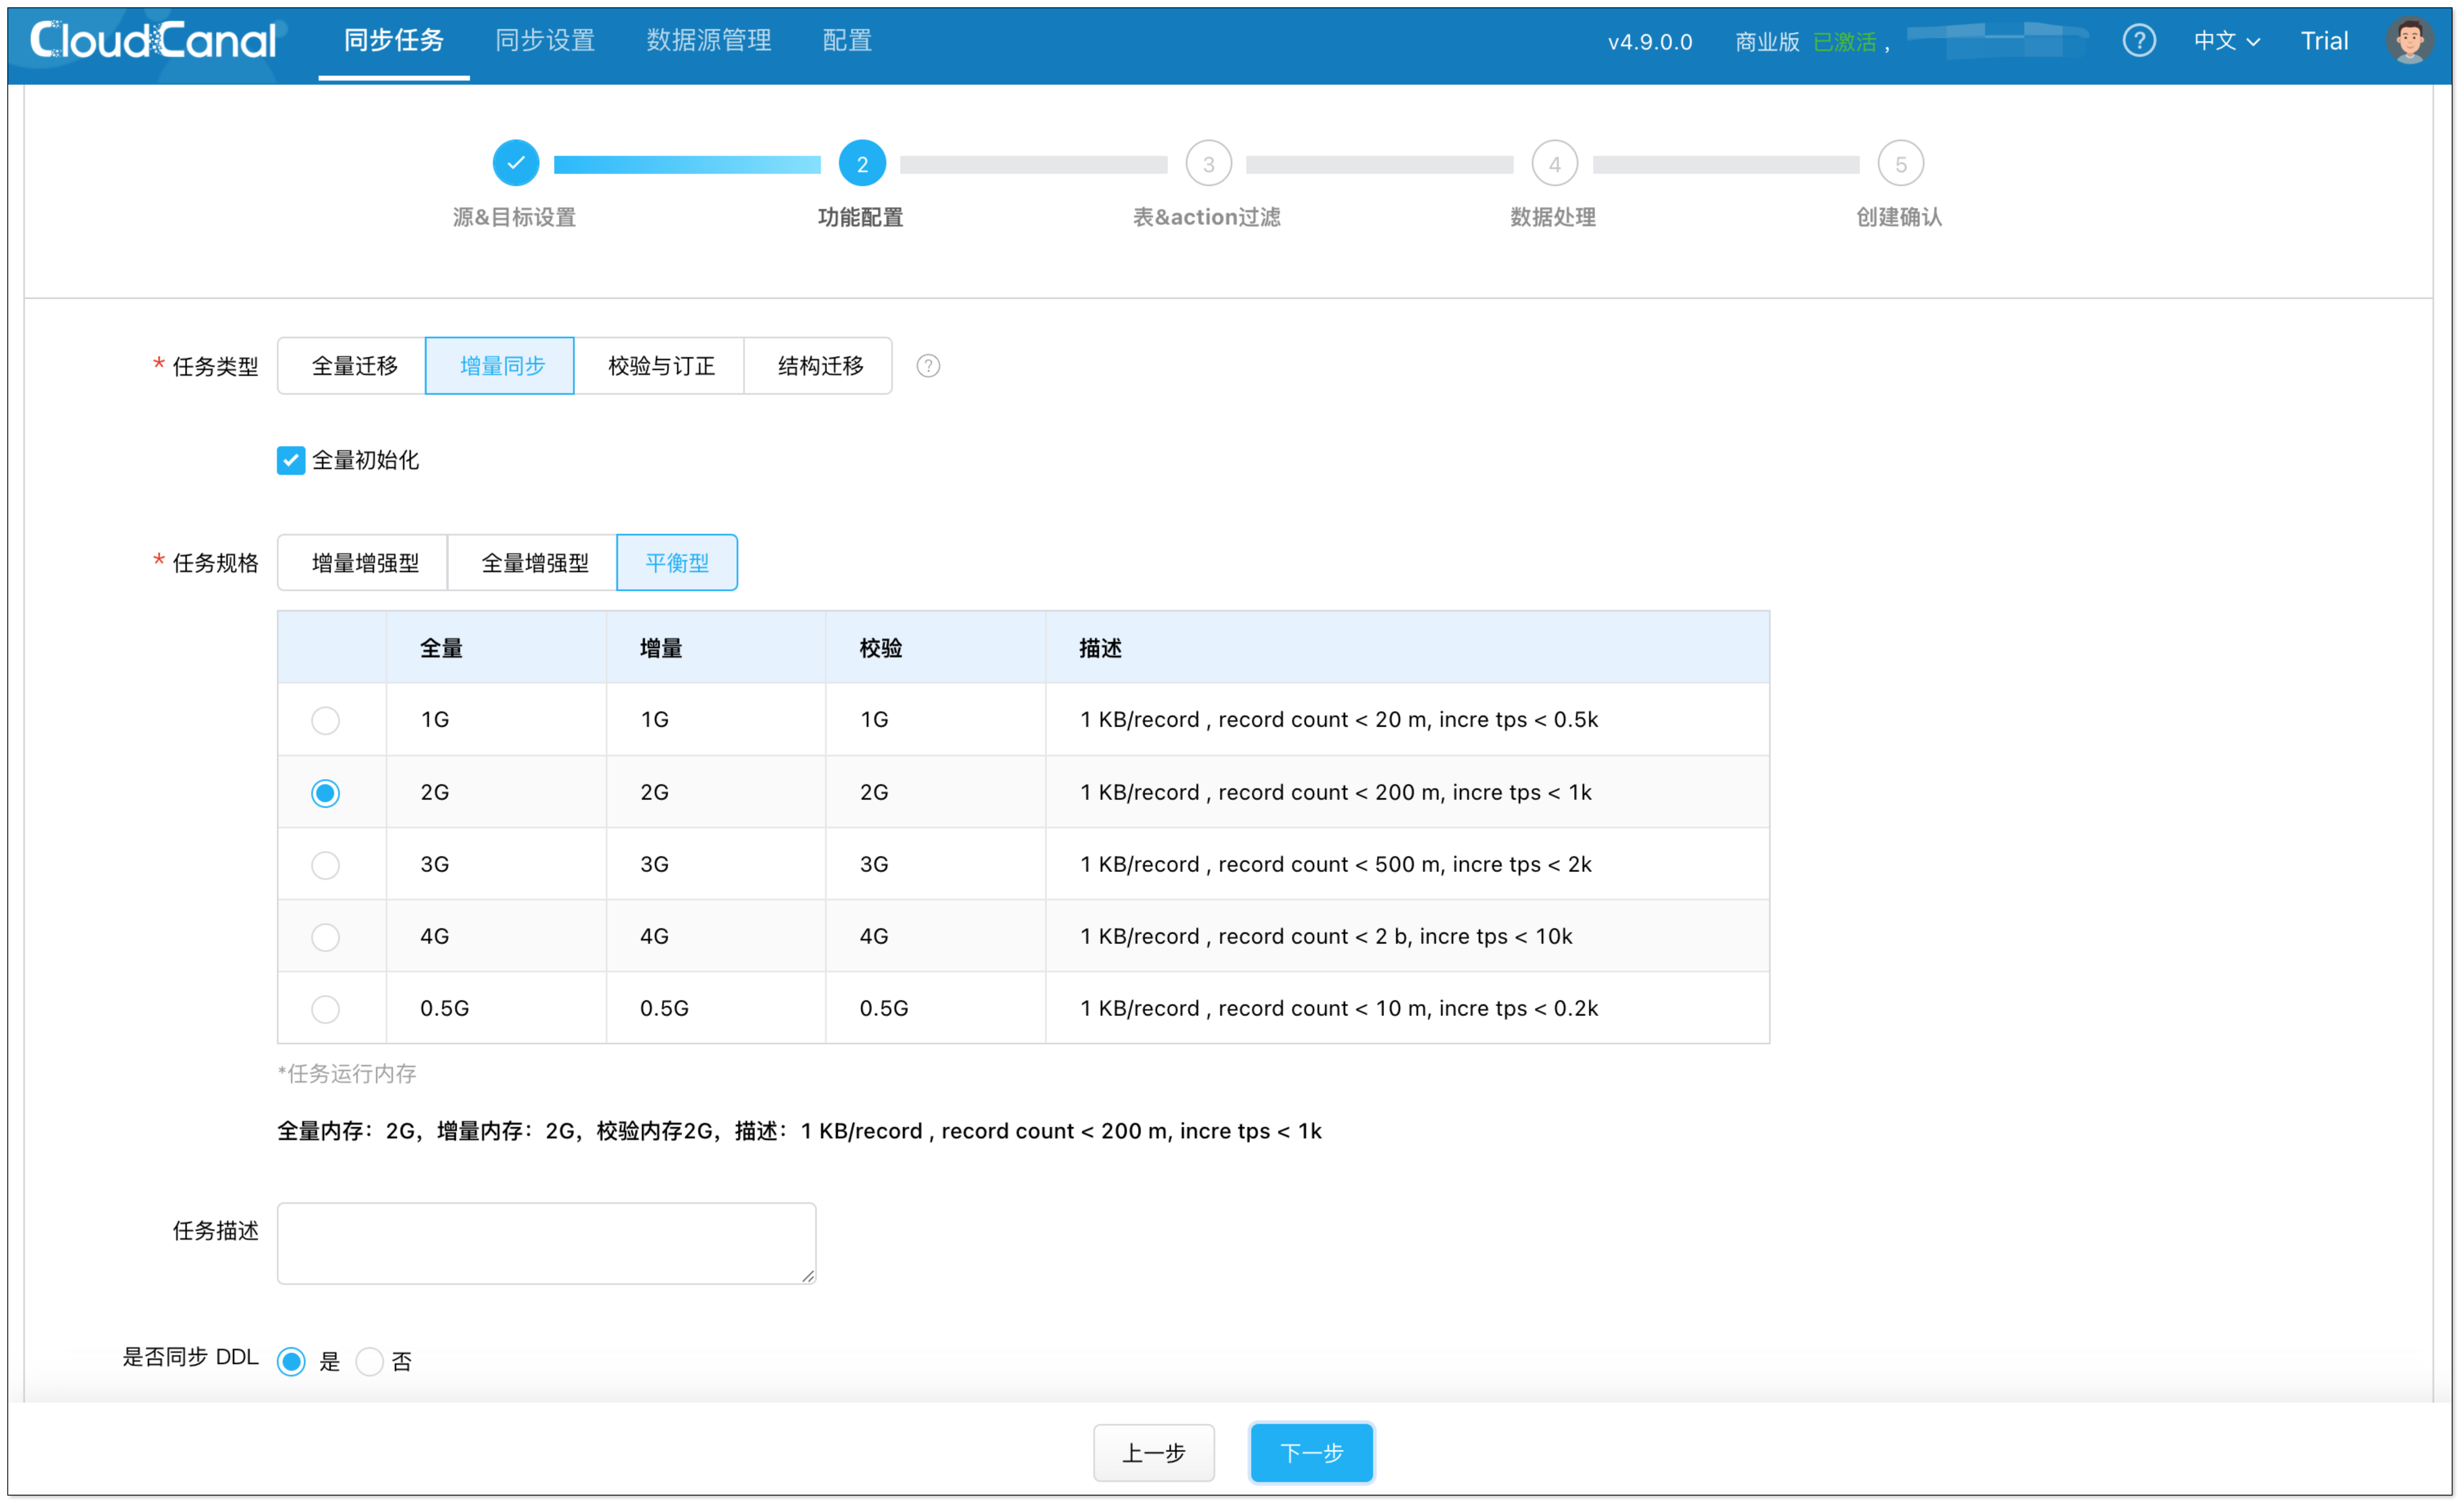 CloudCanal 同步任务 同步设置 数据源管理 配置 v4.9.0.0 商业版 已激活 , ? 中文 Trial
2 3 4 5
源&目标设置 功能配置 表&action过滤 数据处理 创建确认
* 任务类型 全量迁移 增量同步 校验与订正 结构迁移 ?
全量初始化
* 任务规格 增量增强型 全量增强型 平衡型
全量 增量 校验 描述
1G 1G 1G 1 KB/record , record count < 20 m, incre tps < 0.5k
2G 2G 2G 1 KB/record , record count < 200 m, incre tps < 1k
3G 3G 3G 1 KB/record , record count < 500 m, incre tps < 2k
4G 4G 4G 1 KB/record , record count < 2 b, incre tps < 10k
0.5G 0.5G 0.5G 1 KB/record , record count < 10 m, incre tps < 0.2k
*任务运行内存
全量内存：2G，增量内存：2G，校验内存2G，描述：1 KB/record , record count < 200 m, incre tps < 1k
任务描述
是否同步 DDL 是 否
上一步 下一步